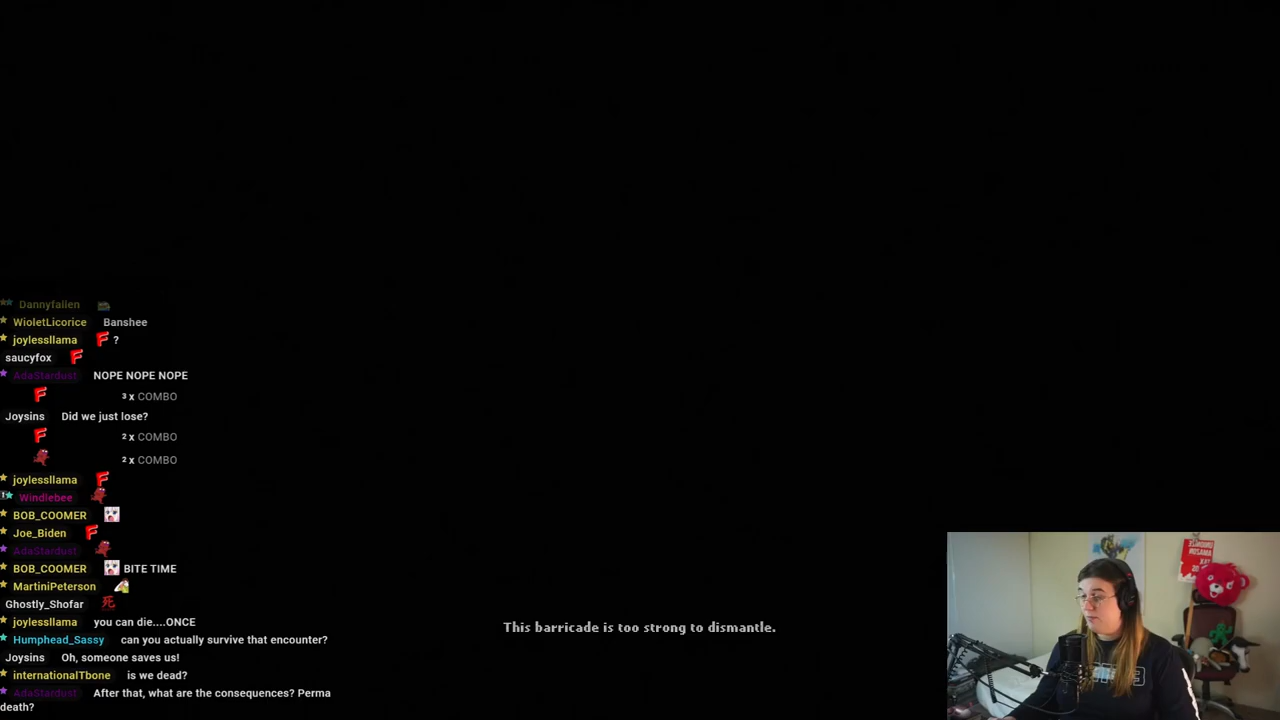 Dannyfallen
WioletLicorice Banshee
joylessllama F ?
saucyfox F
AdaStardust NOPE NOPE NOPE
F 3 x COMBO
Joysins Did we just lose?
F 2 x COMBO
2 x COMBO
joylessllama F
Windlebee
BOB_COOMER
Joe_Biden F
AdaStardust
BOB_COOMER BITE TIME
MartiniPeterson
Ghostly_Shofar 死
joylessllama you can die....ONCE
Humphead_Sassy can you actually survive that encounter?
Joysins Oh, someone saves us!
internationalTbone is we dead?
AdaStardust After that, what are the consequences? Perma
death?
This barricade is too strong to dismantle.